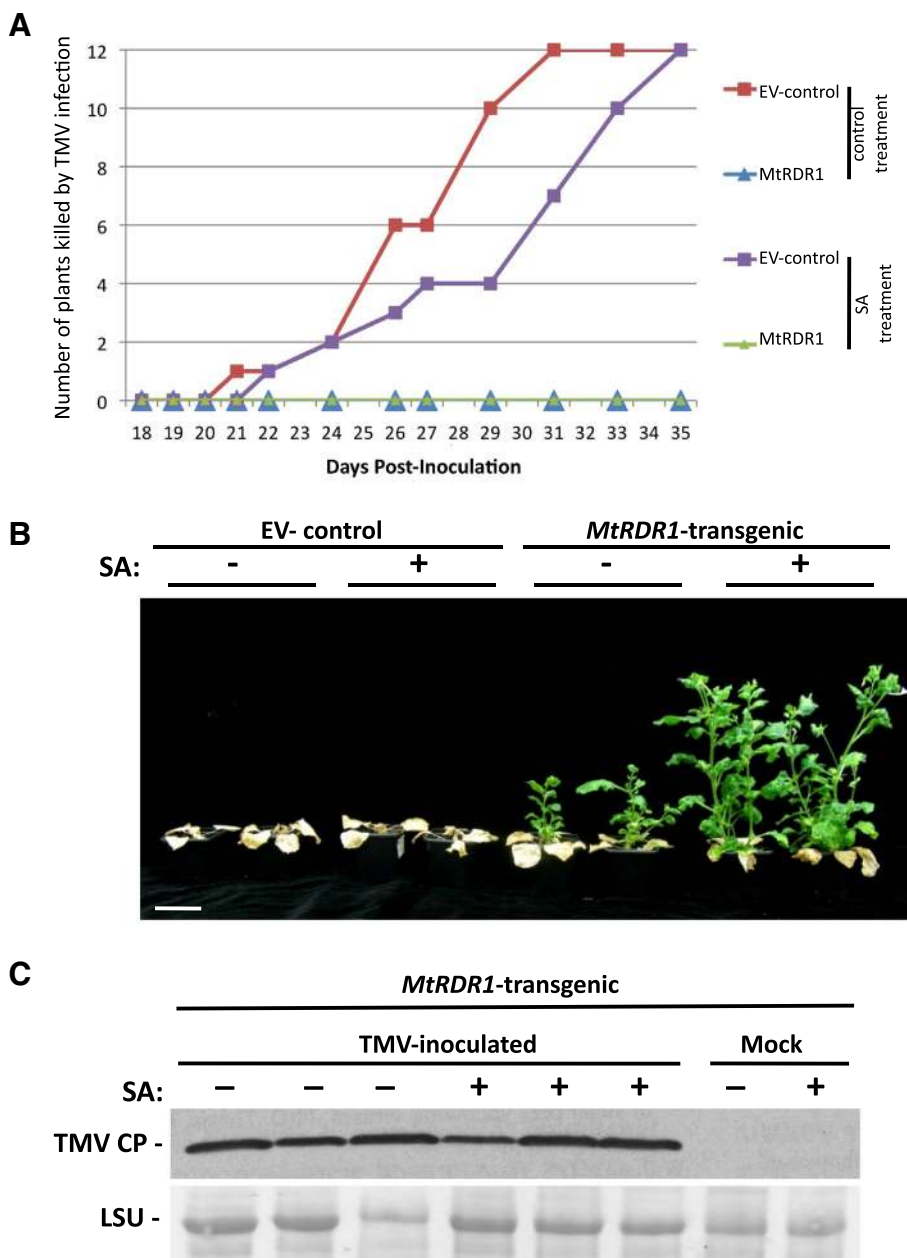 A
Number of plants killed by TMV infection
12
10
8
6
4
2
0
18 19 20 21 22 23 24 25 26 27 28 29 30 31 32 33 34 35
Days Post-Inoculation
EV-control
MtRDR1
control
treatment
EV-control
MtRDR1
SA
treatment
B
EV- control MtRDR1-transgenic
SA: - + - +
C
MtRDR1-transgenic
TMV-inoculated Mock
SA: – – – + + + – +
TMV CP -
LSU -